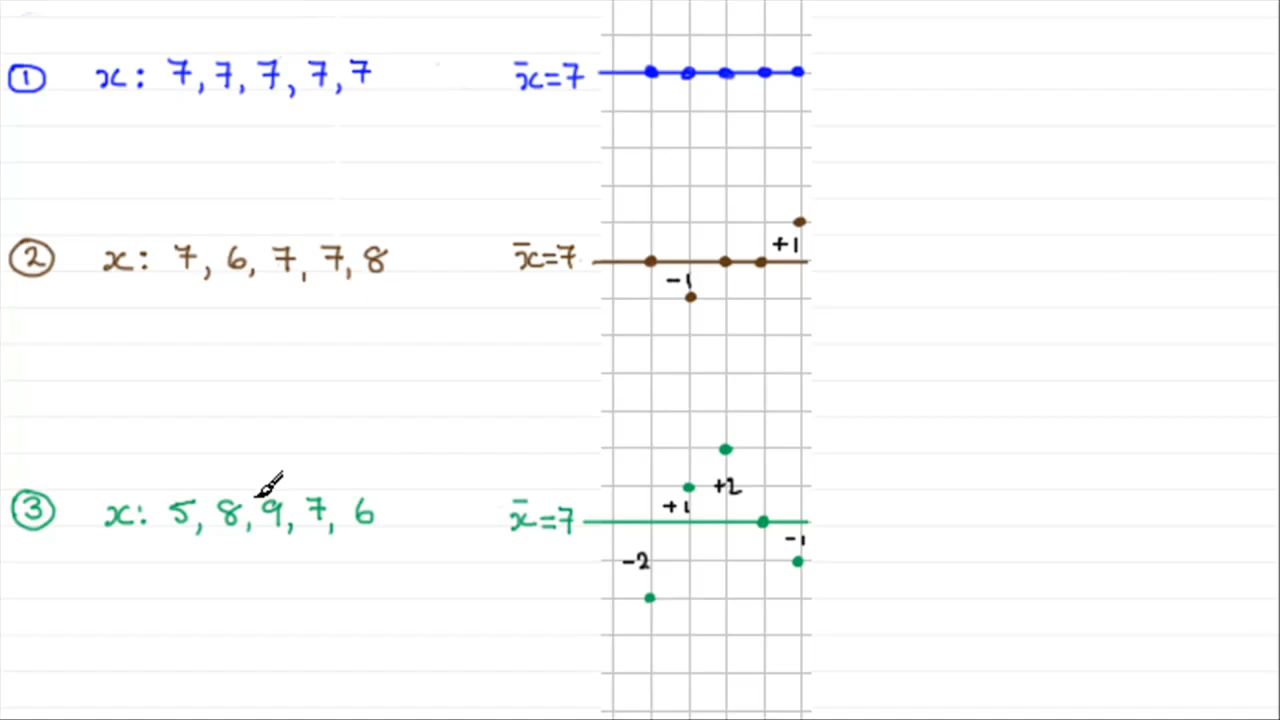 ① x: 7, 7, 7, 7, 7 x̄=7
② x: 7, 6, 7, 7, 8 x̄=7 +1
-1
③ x: 5, 8, 9, 7, 6 x̄=7 +1 +2
-2 -1